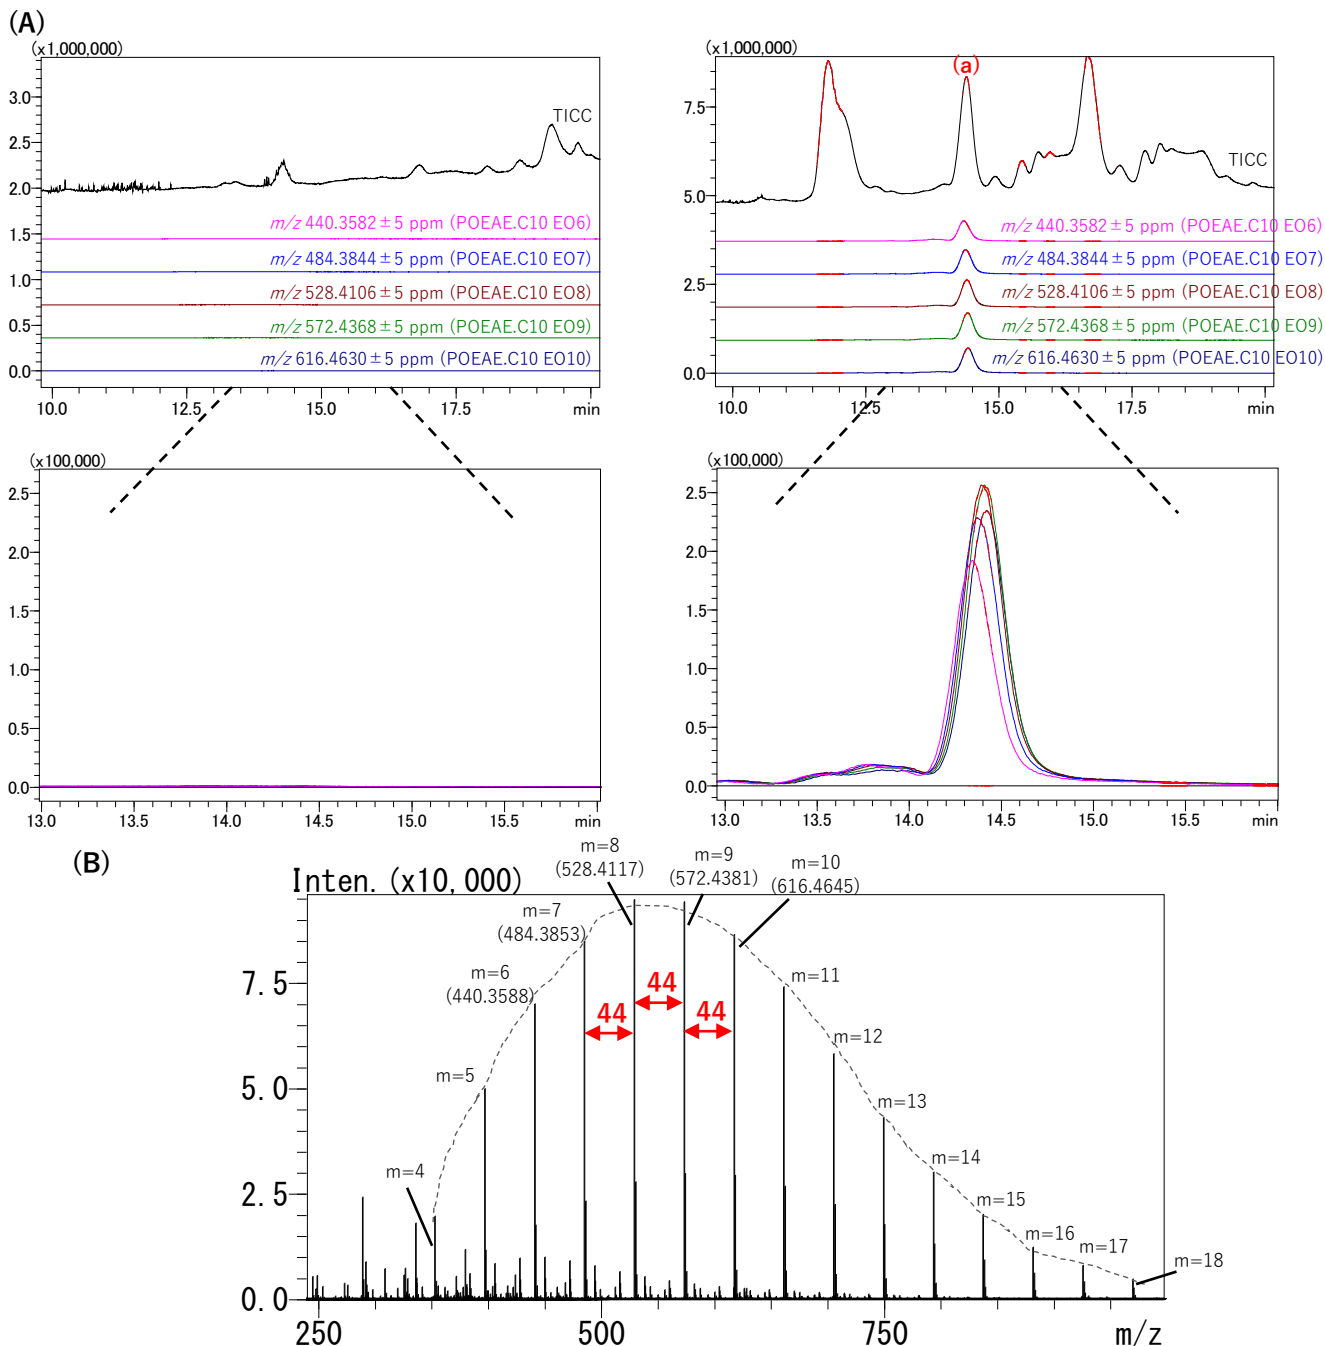 (A)
(x1,000,000)
3.0
2.5
2.0
1.5
1.0
0.5
0.0
TICC
m/z 440.3582±5 ppm (POEAE.C10 EO6)
m/z 484.3844±5 ppm (POEAE.C10 EO7)
m/z 528.4106±5 ppm (POEAE.C10 EO8)
m/z 572.4368±5 ppm (POEAE.C10 EO9)
m/z 616.4630±5 ppm (POEAE.C10 EO10)
10.0 12.5 15.0 17.5 min
(x1,000,000)
(a)
7.5
5.0
2.5
0.0
TICC
m/z 440.3582±5 ppm (POEAE.C10 EO6)
m/z 484.3844±5 ppm (POEAE.C10 EO7)
m/z 528.4106±5 ppm (POEAE.C10 EO8)
m/z 572.4368±5 ppm (POEAE.C10 EO9)
m/z 616.4630±5 ppm (POEAE.C10 EO10)
10.0 12.5 15.0 17.5 min
(x100,000)
2.5
2.0
1.5
1.0
0.5
0.0
13.0 13.5 14.0 14.5 15.0 15.5 min
(x100,000)
2.5
2.0
1.5
1.0
0.5
0.0
13.0 13.5 14.0 14.5 15.0 15.5 min
(B)
Inten. (x10,000)
7.5
5.0
2.5
0.0
m=4
m=5
m=6
(440.3588)
m=7
(484.3853)
m=8
(528.4117)
m=9
(572.4381)
m=10
(616.4645)
44
44
44
m=11
m=12
m=13
m=14
m=15
m=16
m=17
m=18
250 500 750 m/z